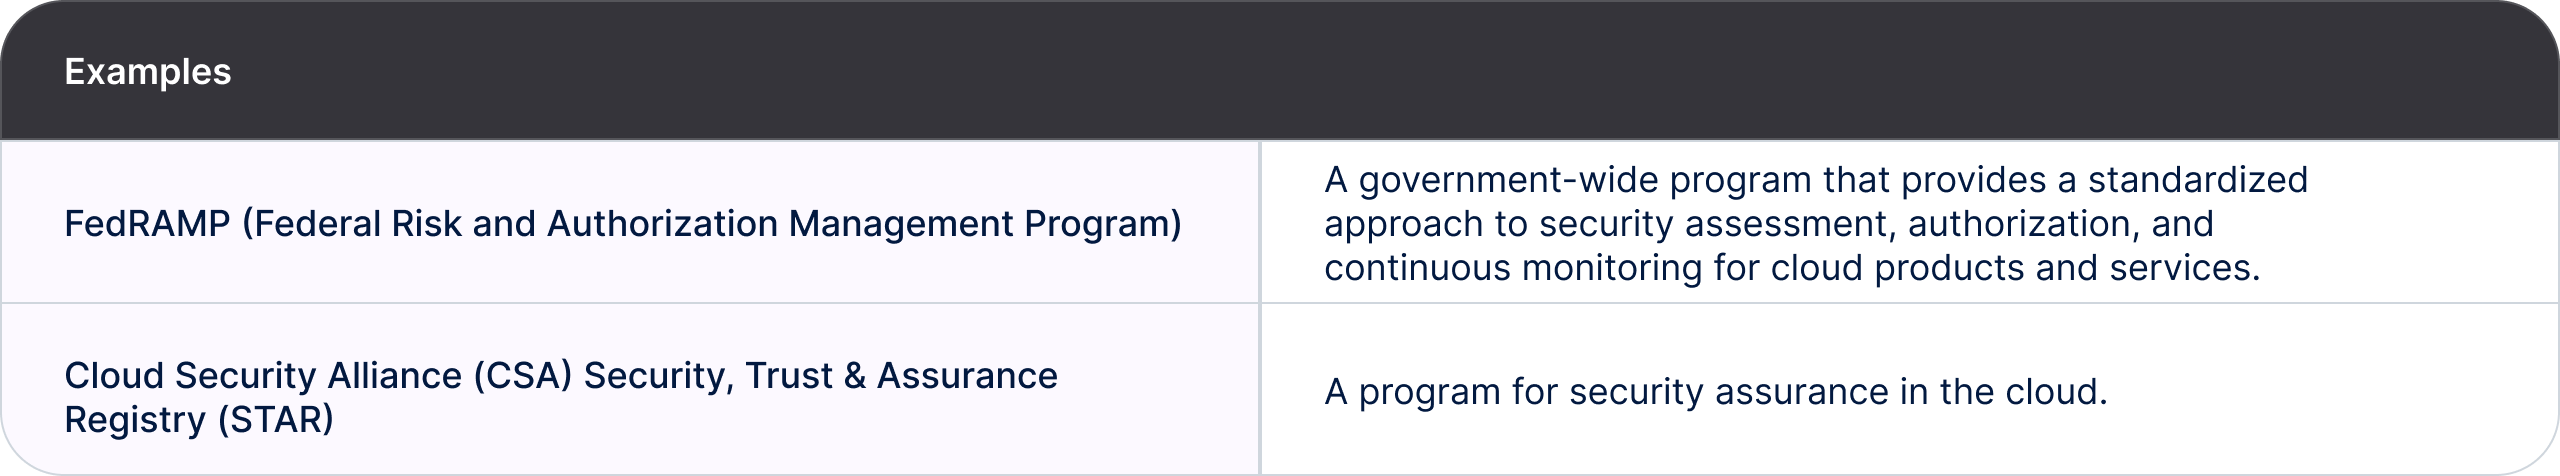 Examples
FedRAMP (Federal Risk and Authorization Management Program)
A government-wide program that provides a standardized
approach to security assessment, authorization, and
continuous monitoring for cloud products and services.
Cloud Security Alliance (CSA) Security, Trust & Assurance
Registry (STAR)
A program for security assurance in the cloud.